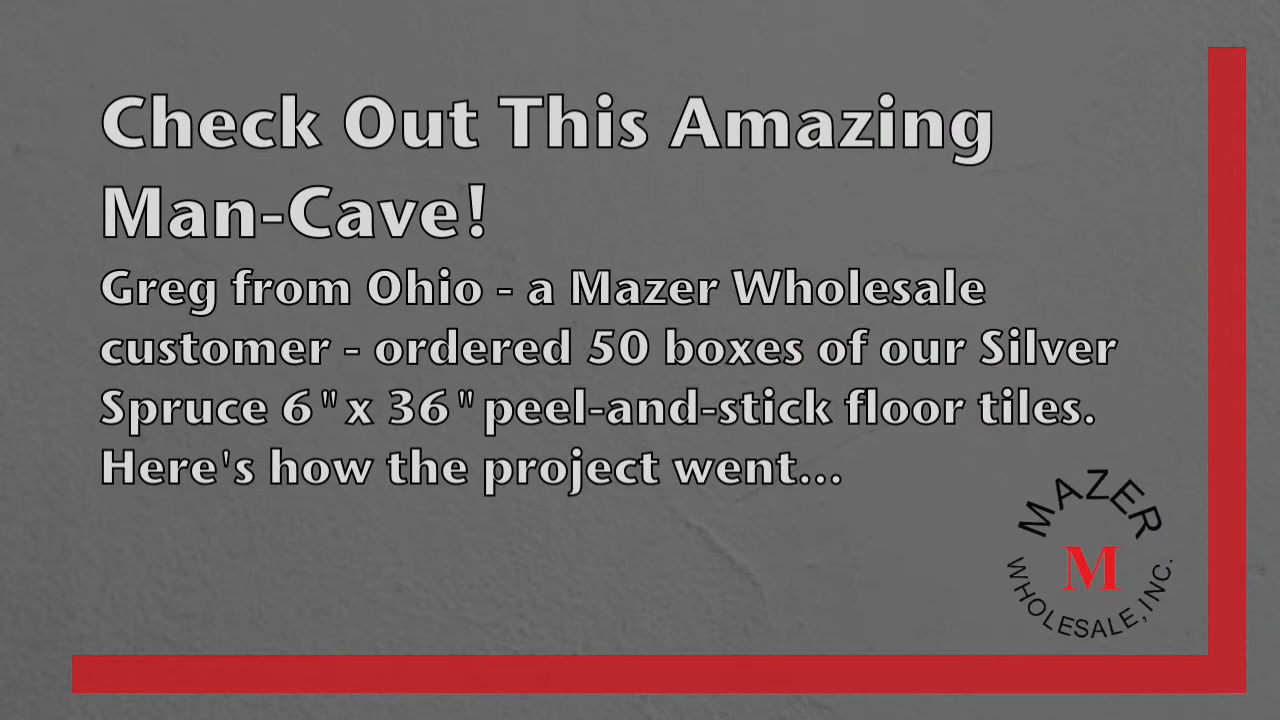 Check Out This Amazing
Man-Cave!
Greg from Ohio - a Mazer Wholesale
customer - ordered 50 boxes of our Silver
Spruce 6"x 36"peel-and-stick floor tiles.
Here's how the project went...
MAZER
M
WHOLESALE, INC.